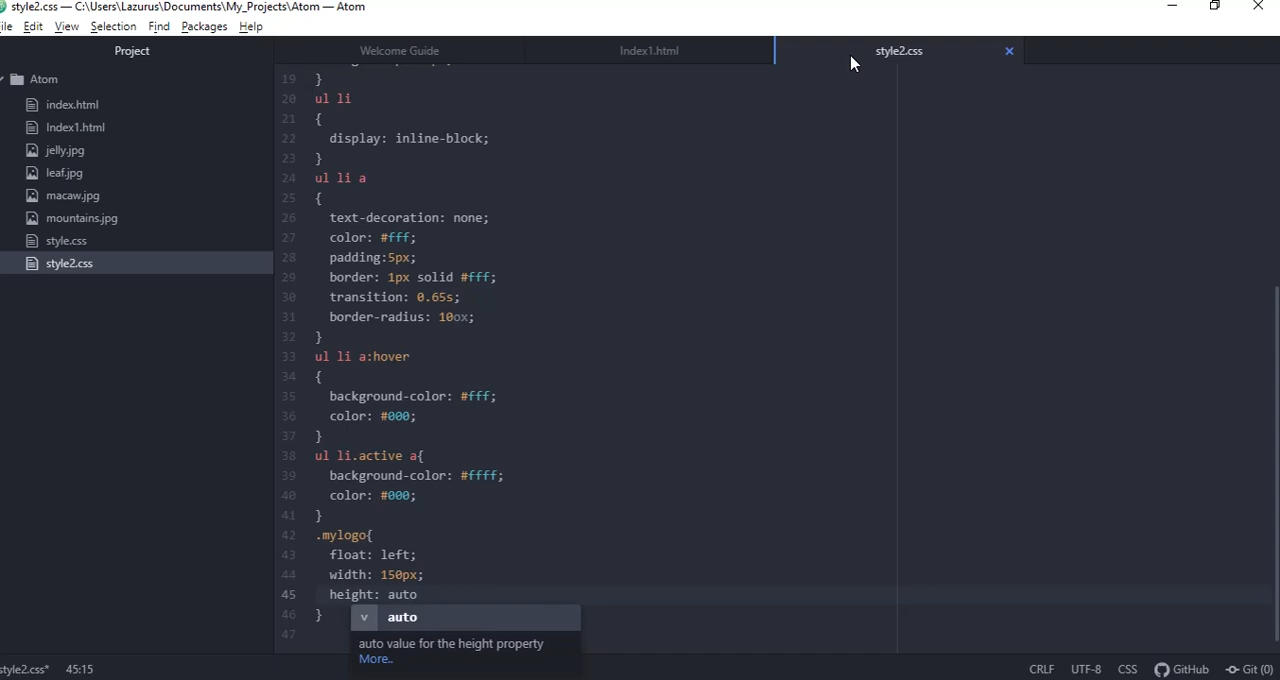 style2.css — C:\Users\Lazurus\Documents\My_Projects\Atom — Atom
ile Edit View Selection Find Packages Help
Project
Welcome Guide
Index1.html
style2.css
Atom
index.html
Index1.html
jelly.jpg
leaf.jpg
macaw.jpg
mountains.jpg
style.css
style2.css
19 }
20 ul li
21 {
22 display: inline-block;
23 }
24 ul li a
25 {
26 text-decoration: none;
27 color: #fff;
28 padding:5px;
29 border: 1px solid #fff;
30 transition: 0.65s;
31 border-radius: 10ox;
32 }
33 ul li a:hover
34 {
35 background-color: #fff;
36 color: #000;
37 }
38 ul li.active a{
39 background-color: #ffff;
40 color: #000;
41 }
42 .mylogo{
43 float: left;
44 width: 150px;
45 height: auto
46 }
47
v auto
auto value for the height property
More..
style2.css* 45:15
CRLF UTF-8 CSS GitHub Git (0)